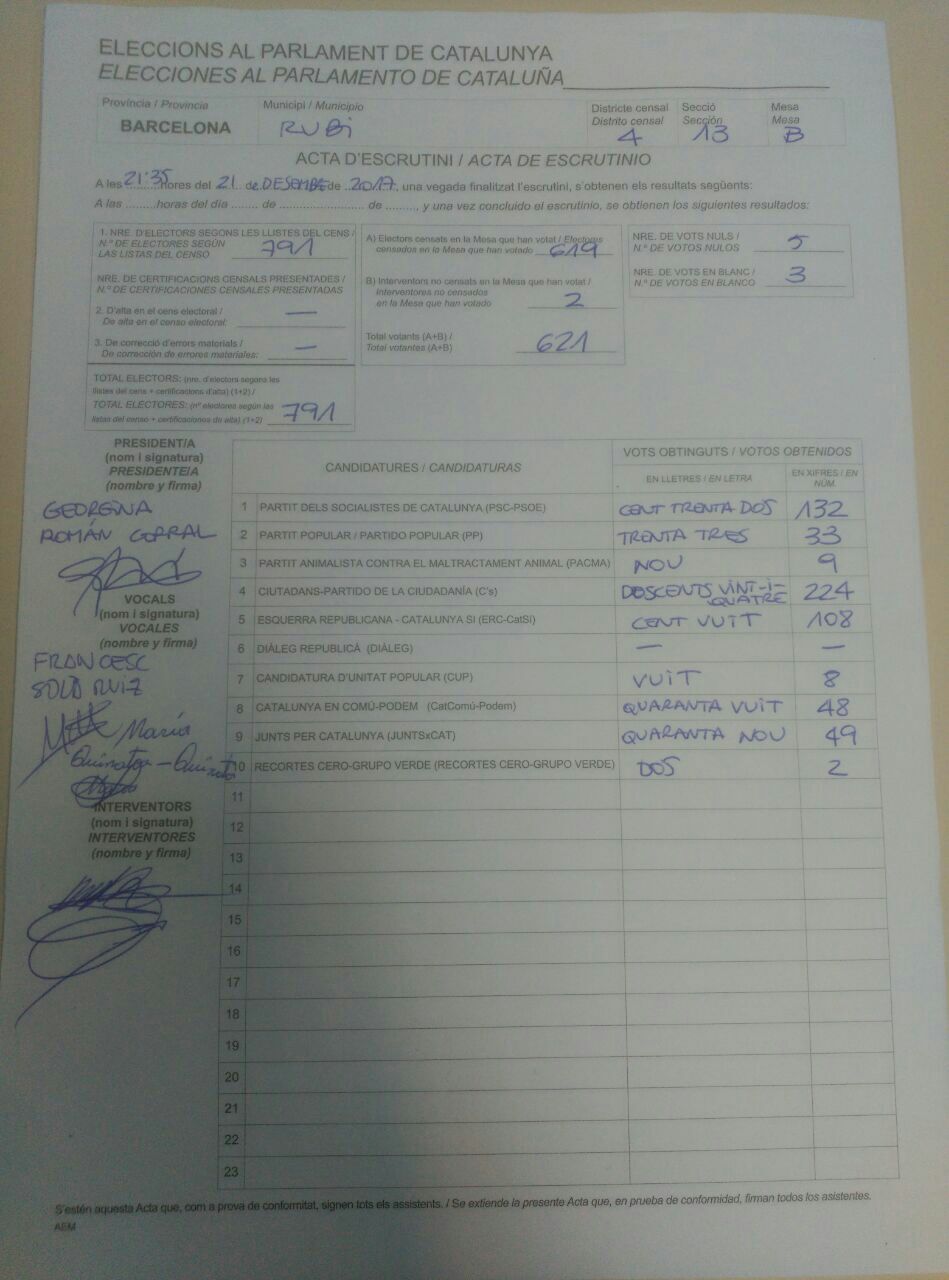 ELECCIONS AL PARLAMENT DE CATALUNYA
ELECCIONES AL PARLAMENTO DE CATALUÑA
Província / Provincia
BARCELONA
Municipi / Municipio
RUBÍ
Districte censal
Distrito censal
4
Secció
Sección
13
Mesa
Mesa
B
ACTA D'ESCRUTINI / ACTA DE ESCRUTINIO
A les 21:35 hores del 21 de DESEMBRE de 2017, una vegada finalitzat l'escrutini, s'obtenen els resultats següents:
A las ......... horas del día ........ de ........................ de ........, y una vez concluido el escrutinio, se obtienen los siguientes resultados:
1. NRE. D'ELECTORS SEGONS LES LLISTES DEL CENS /
N.º DE ELECTORES SEGÚN
LAS LISTAS DEL CENSO 791
NRE. DE CERTIFICACIONS CENSALS PRESENTADES /
N.º DE CERTIFICACIONES CENSALES PRESENTADAS
2. D'alta en el cens electoral /
De alta en el censo electoral: —
3. De correcció d'errors materials /
De corrección de errores materiales: —
TOTAL ELECTORS: (nre. d'electors segons les
llistes del cens + certificacions d'alta) (1+2) /
TOTAL ELECTORES: (nº electores según las
listas del censo + certificaciones de alta) (1+2) 791
A) Electors censats en la Mesa que han votat / Electores
censados en la Mesa que han votado 619
B) Interventors no censats en la Mesa que han votat /
Interventores no censados
en la Mesa que han votado 2
Total votants (A+B) /
Total votantes (A+B) 621
NRE. DE VOTS NULS /
N.º DE VOTOS NULOS 5
NRE. DE VOTS EN BLANC /
N.º DE VOTOS EN BLANCO 3
PRESIDENT/A
(nom i signatura)
PRESIDENTE/A
(nombre y firma)
GEORGINA
ROMÁN CORRAL
VOCALS
(nom i signatura)
VOCALES
(nombre y firma)
FRANCESC
SOLÀ RUIZ
María
INTERVENTORS
(nom i signatura)
INTERVENTORES
(nombre y firma)
CANDIDATURES / CANDIDATURAS
VOTS OBTINGUTS / VOTOS OBTENIDOS
EN LLETRES / EN LETRA
EN XIFRES / EN
NÚM.
1 PARTIT DELS SOCIALISTES DE CATALUNYA (PSC-PSOE) CENT TRENTA DOS 132
2 PARTIT POPULAR / PARTIDO POPULAR (PP) TRENTA TRES 33
3 PARTIT ANIMALISTA CONTRA EL MALTRACTAMENT ANIMAL (PACMA) NOU 9
4 CIUTADANS-PARTIDO DE LA CIUDADANÍA (C's) DOSCENTS VINT-I-QUATRE 224
5 ESQUERRA REPUBLICANA - CATALUNYA SI (ERC-CatSí) CENT VUIT 108
6 DIÀLEG REPUBLICÀ (DIÀLEG) — —
7 CANDIDATURA D'UNITAT POPULAR (CUP) VUIT 8
8 CATALUNYA EN COMÚ-PODEM (CatComú-Podem) QUARANTA VUIT 48
9 JUNTS PER CATALUNYA (JUNTSxCAT) QUARANTA NOU 49
10 RECORTES CERO-GRUPO VERDE (RECORTES CERO-GRUPO VERDE) DOS 2
11
12
13
14
15
16
17
18
19
20
21
22
23
S'estén aquesta Acta que, com a prova de conformitat, signen tots els assistents. / Se extiende la presente Acta que, en prueba de conformidad, firman todos los asistentes.
AEM